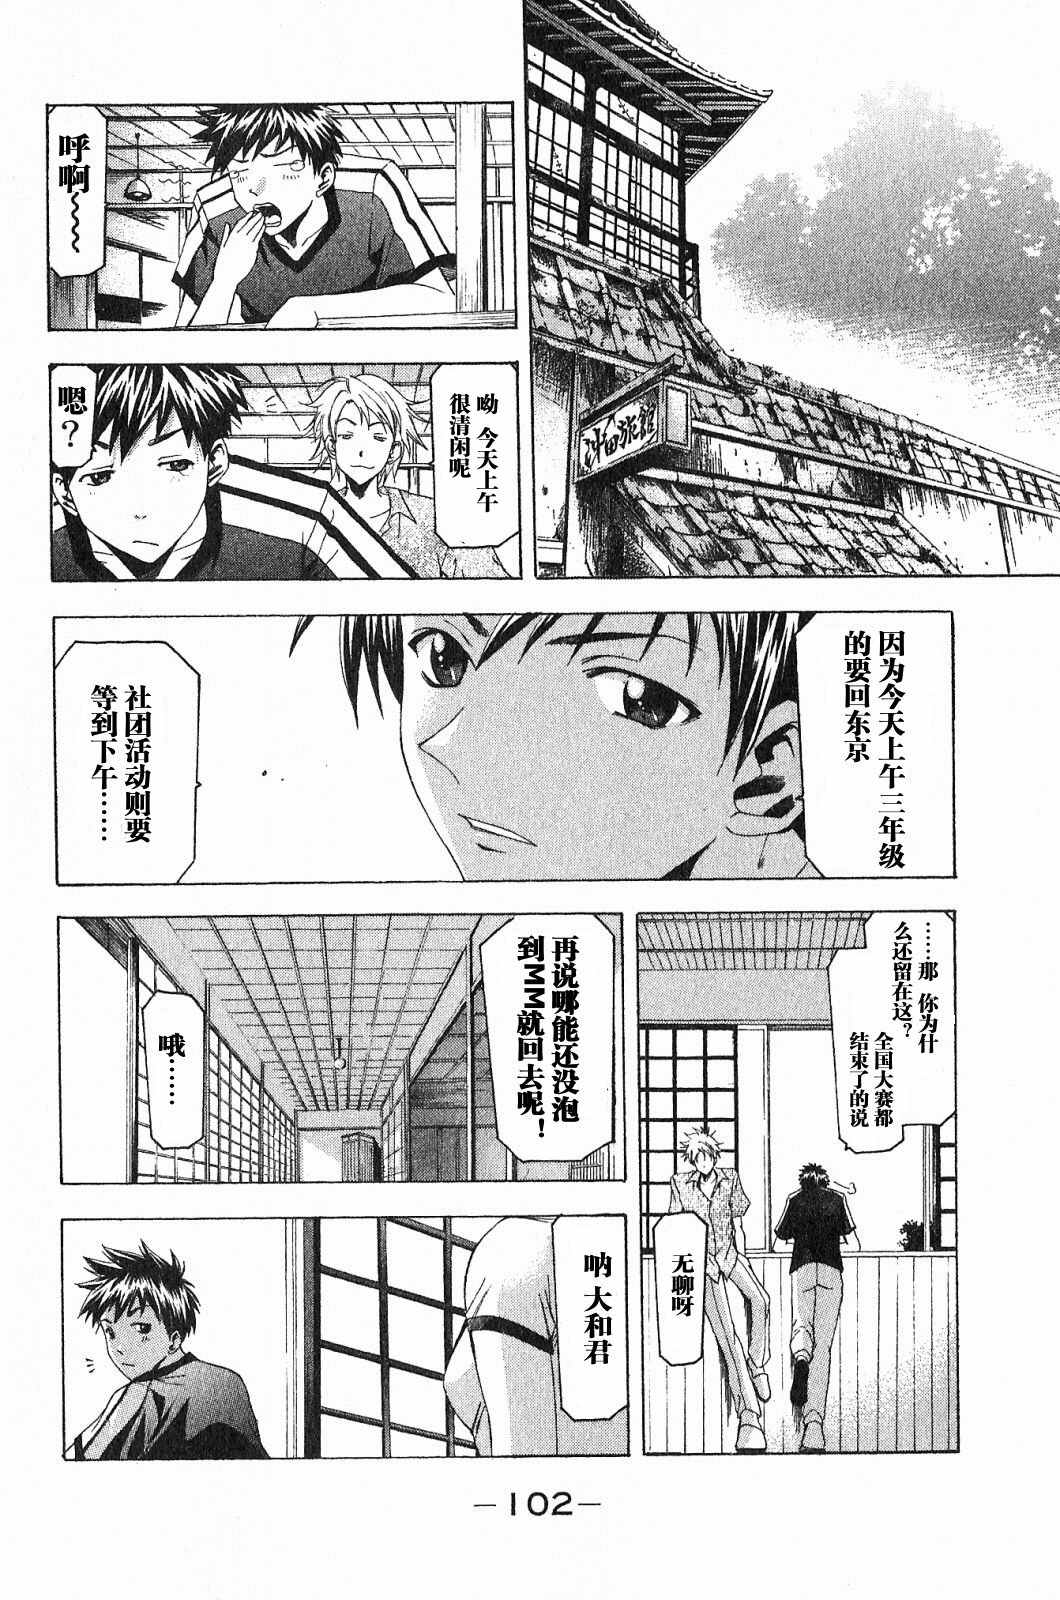 斗田旅館
呼啊～～～
呦 今天上午
很清闲呢
嗯？
因为今天上午三年级
的要回东京
社团活动则要
等到下午……
……那 你为什
么还留在这？
全国大赛都
结束了的说
无聊呀
再说哪能还没泡
到MM就回去呢！
哦……
呐 大和君
—102—